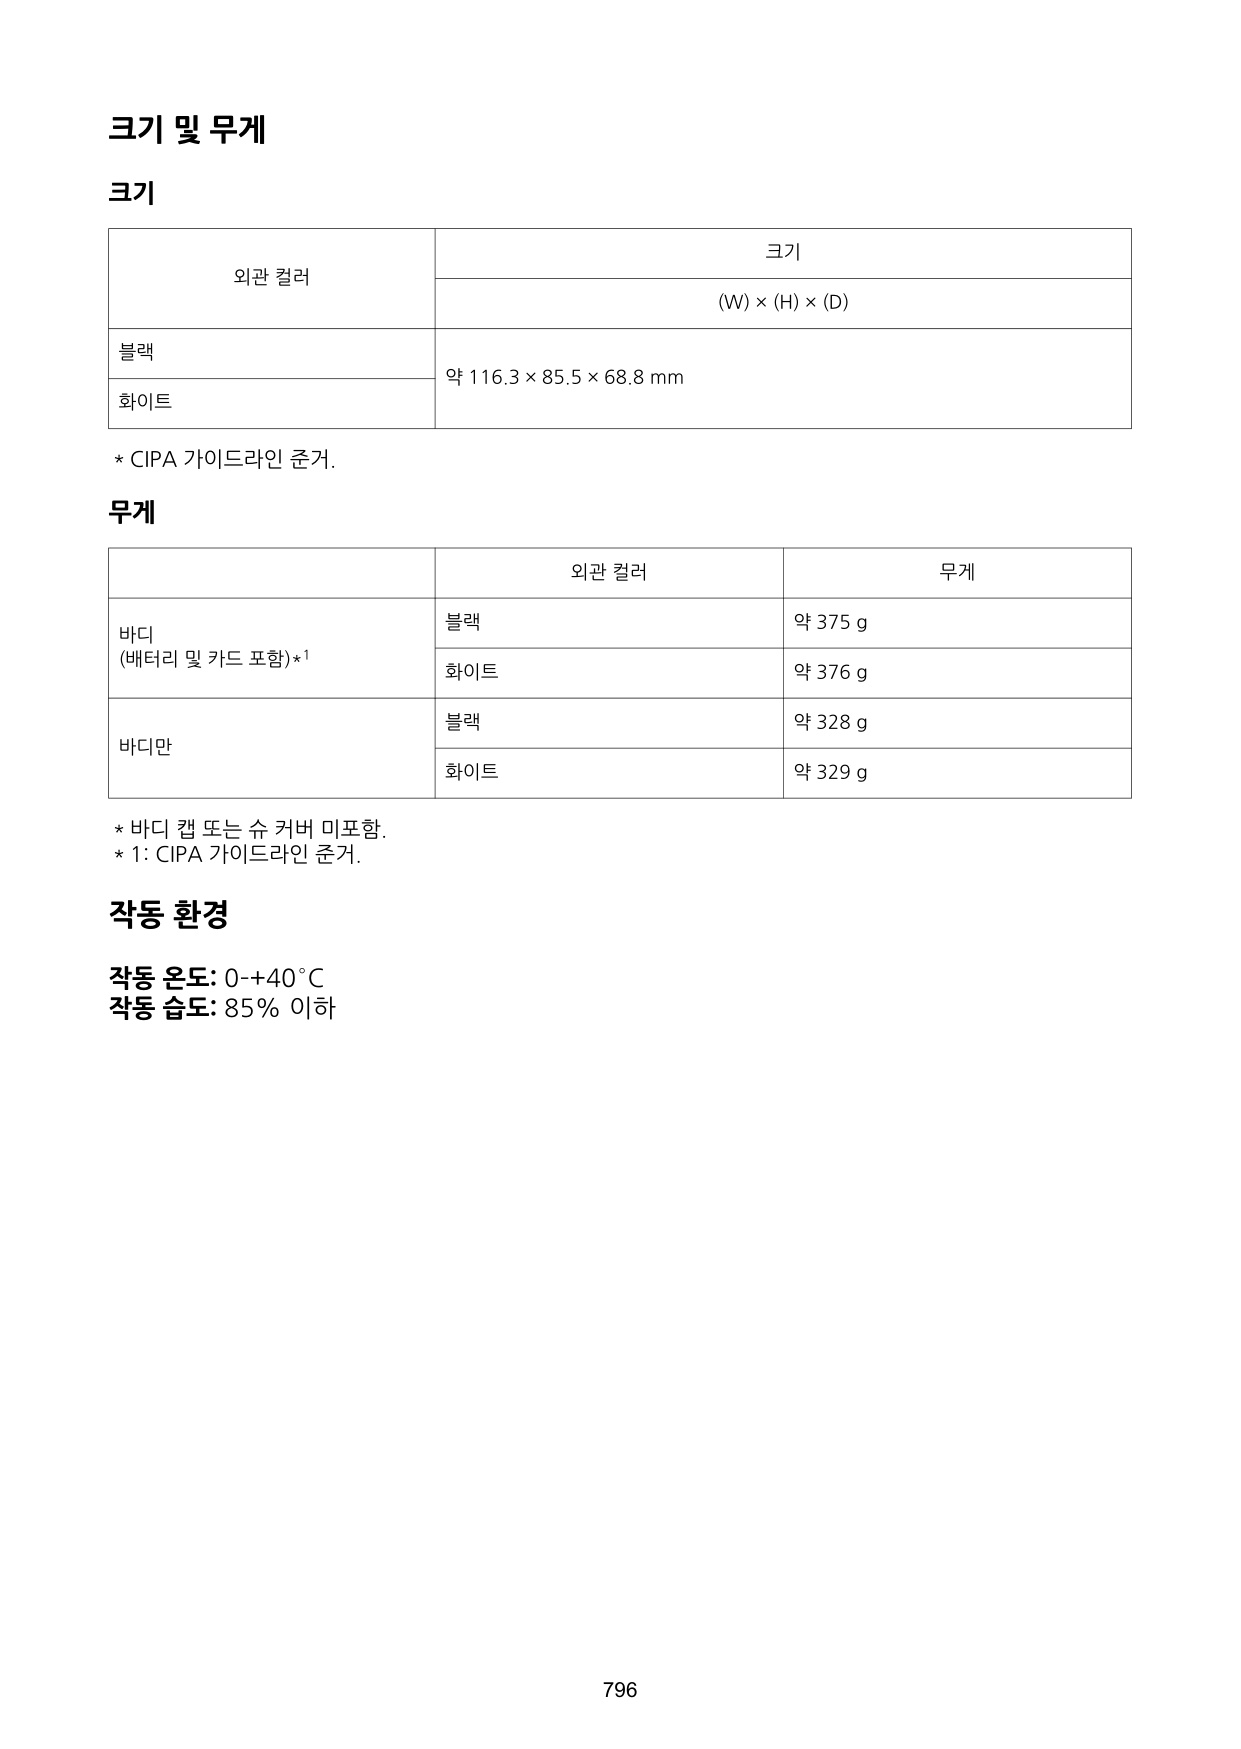 크기 및 무게
크기
외관 컬러
크기
(W) × (H) × (D)
블랙
약 116.3 × 85.5 × 68.8 mm
화이트
* CIPA 가이드라인 준거.
무게
외관 컬러 무게
바디
(배터리 및 카드 포함)*1
블랙 약 375 g
화이트 약 376 g
바디만
블랙 약 328 g
화이트 약 329 g
* 바디 캡 또는 슈 커버 미포함.
* 1: CIPA 가이드라인 준거.
작동 환경
작동 온도: 0-+40°C
작동 습도: 85% 이하
796